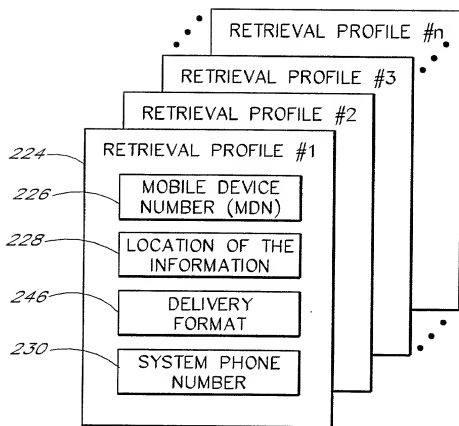 RETRIEVAL PROFILE #n
RETRIEVAL PROFILE #3
RETRIEVAL PROFILE #2
224
RETRIEVAL PROFILE #1
226
MOBILE DEVICE
NUMBER (MDN)
228
LOCATION OF THE
INFORMATION
246
DELIVERY
FORMAT
230
SYSTEM PHONE
NUMBER